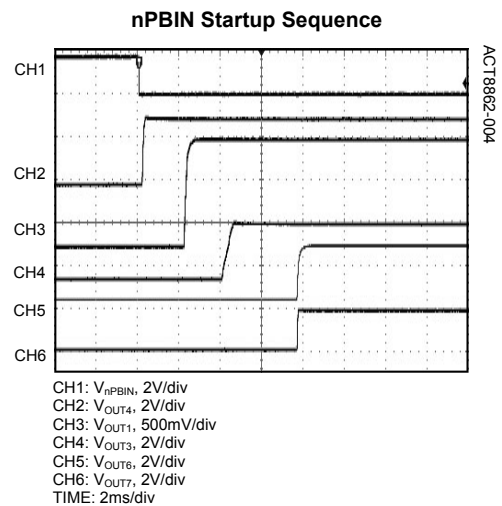 nPBIN Startup Sequence
ACT8862-004
CH1
CH2
CH3
CH4
CH5
CH6
CH1: VnPBIN, 2V/div
CH2: VOUT4, 2V/div
CH3: VOUT1, 500mV/div
CH4: VOUT3, 2V/div
CH5: VOUT6, 2V/div
CH6: VOUT7, 2V/div
TIME: 2ms/div